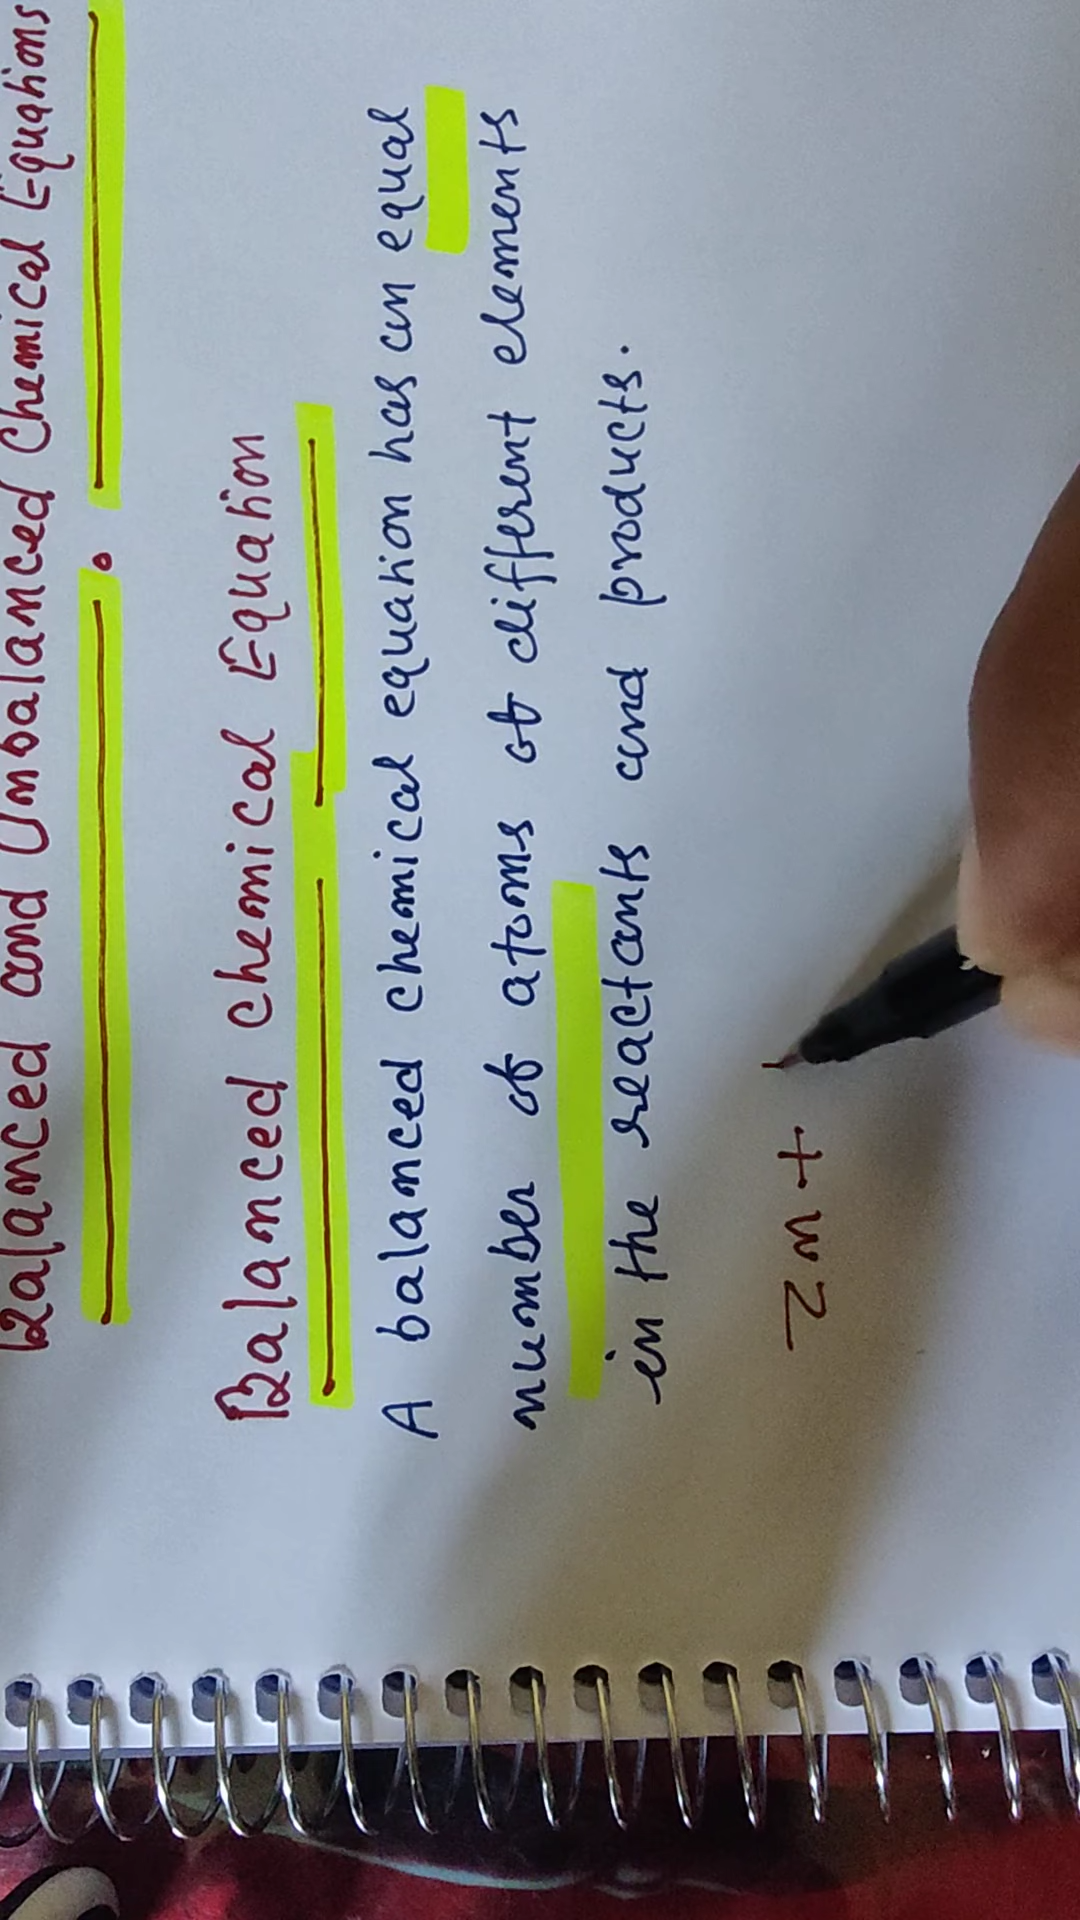 Balanced and Unbalanced Chemical Equations
Balanced Chemical Equation
A balanced chemical equation has an equal
number of atoms of different elements
in the reactants and products.
Zn +